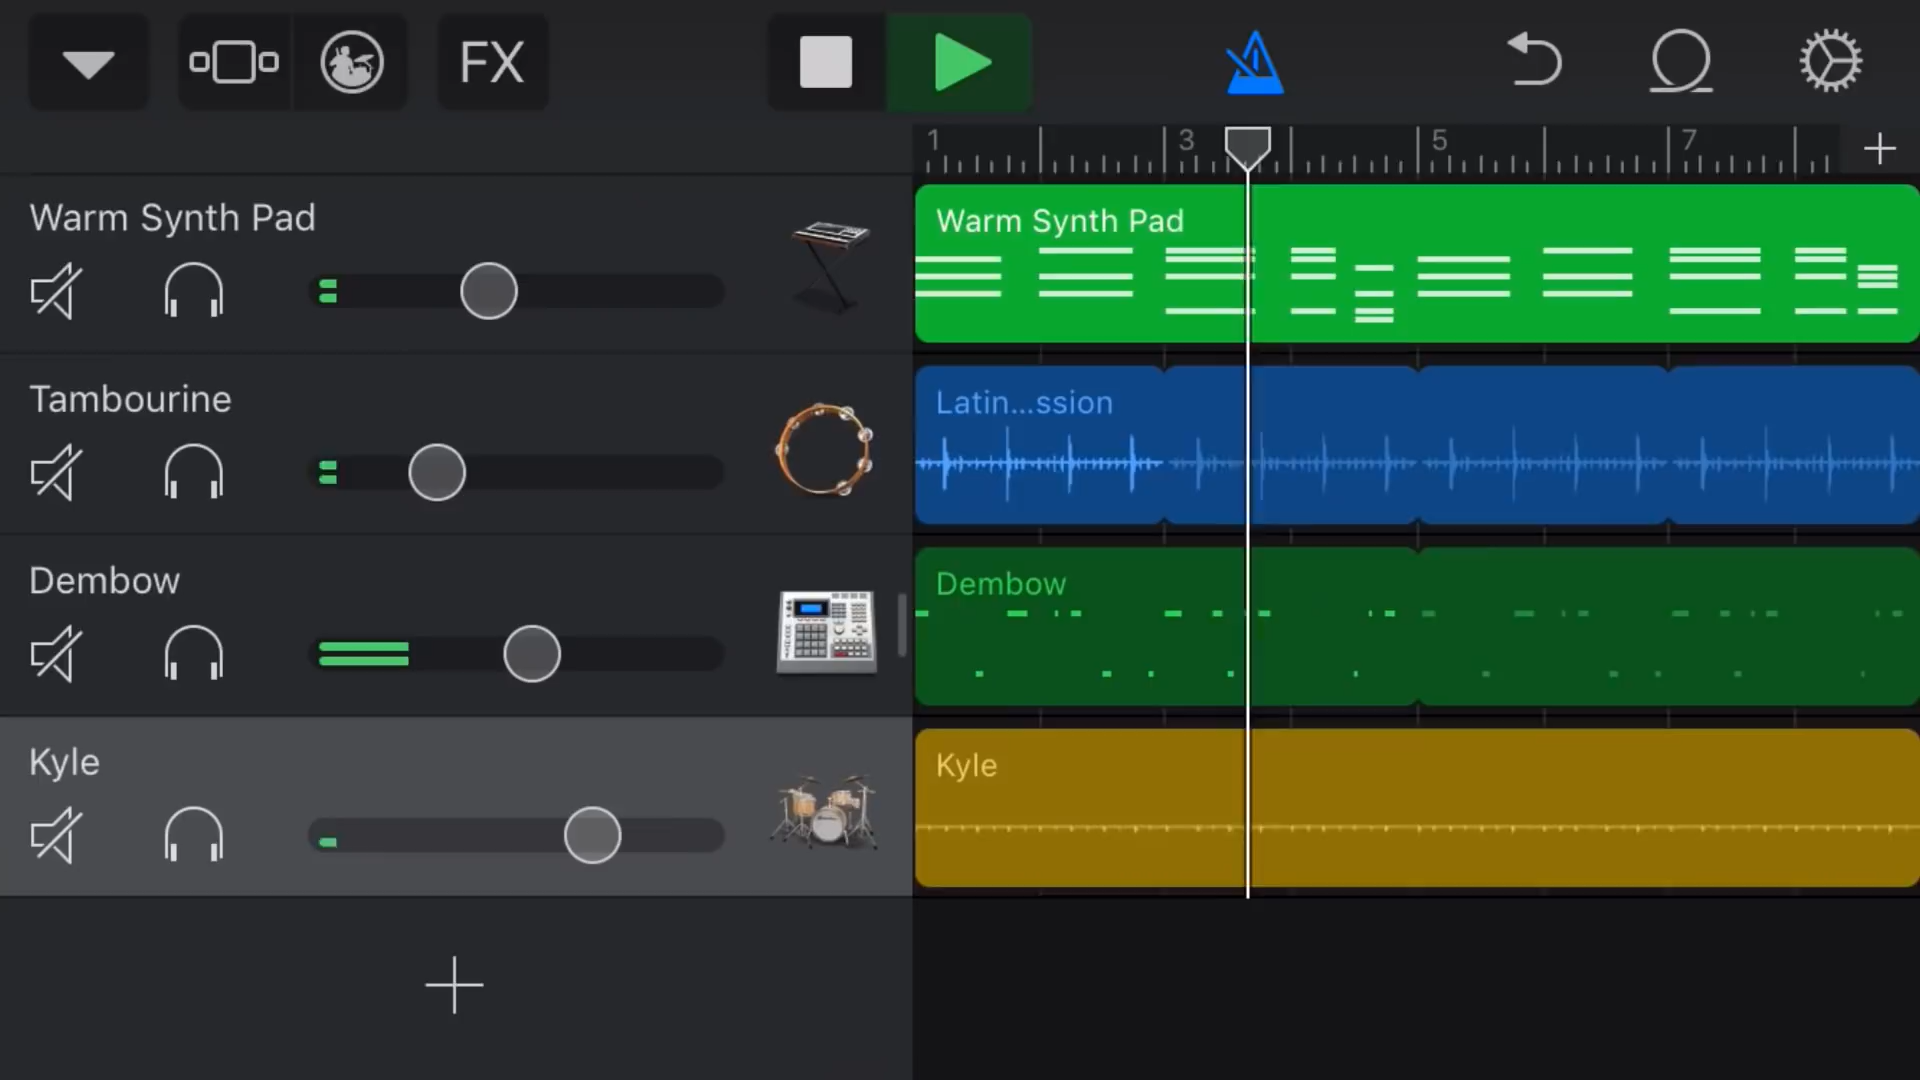 FX
1 3 5 7
Warm Synth Pad
Warm Synth Pad
Tambourine
Latin...ssion
Dembow
Dembow
Kyle
Kyle